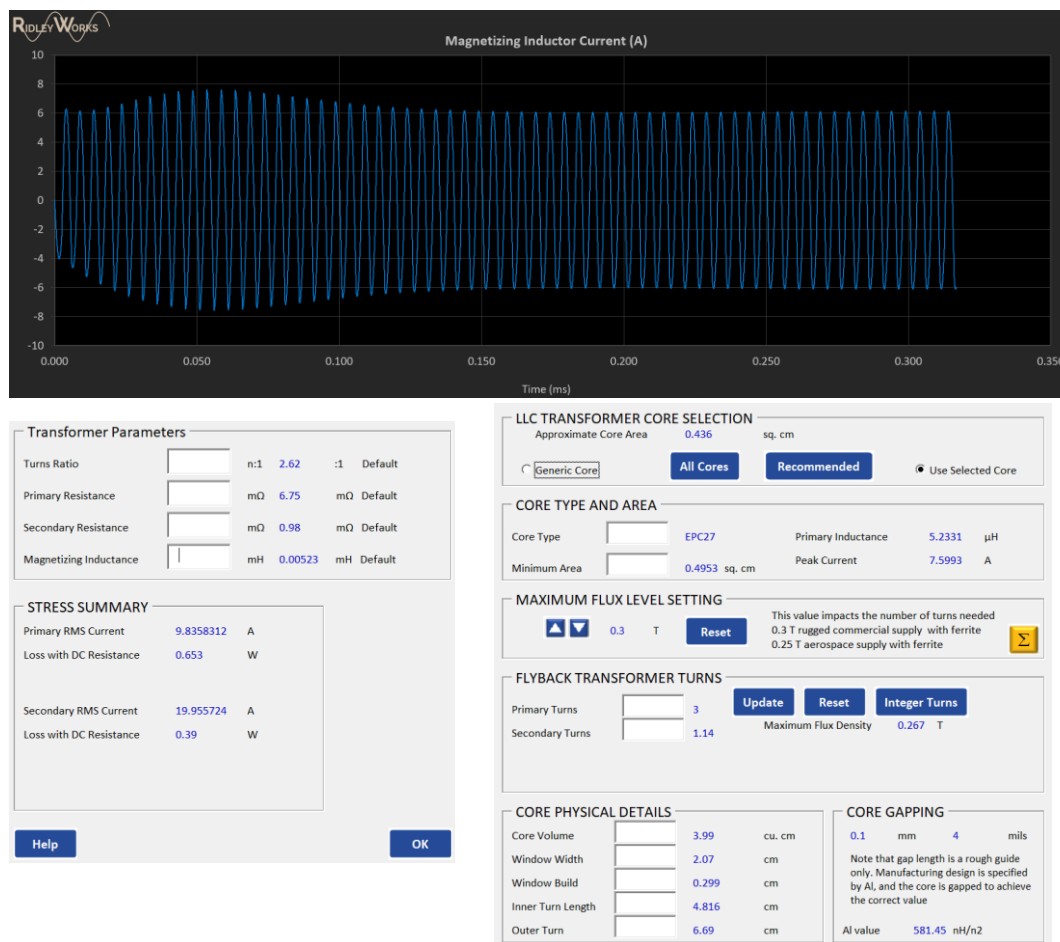 RIDLEYWORKS
Magnetizing Inductor Current (A)
10
8
6
4
2
0
-2
-4
-6
-8
-10
0.000 0.050 0.100 0.150 0.200 0.250 0.300 0.350
Time (ms)
Transformer Parameters
Turns Ratio n:1 2.62 :1 Default
Primary Resistance mΩ 6.75 mΩ Default
Secondary Resistance mΩ 0.98 mΩ Default
Magnetizing Inductance mH 0.00523 mH Default
STRESS SUMMARY
Primary RMS Current 9.8358312 A
Loss with DC Resistance 0.653 W
Secondary RMS Current 19.955724 A
Loss with DC Resistance 0.39 W
Help OK
LLC TRANSFORMER CORE SELECTION
Approximate Core Area 0.436 sq. cm
Generic Core All Cores Recommended Use Selected Core
CORE TYPE AND AREA
Core Type EPC27 Primary Inductance 5.2331 μH
Minimum Area 0.4953 sq. cm Peak Current 7.5993 A
MAXIMUM FLUX LEVEL SETTING
0.3 T Reset
This value impacts the number of turns needed
0.3 T rugged commercial supply with ferrite
0.25 T aerospace supply with ferrite
Σ
FLYBACK TRANSFORMER TURNS
Primary Turns 3 Update Reset Integer Turns
Secondary Turns 1.14 Maximum Flux Density 0.267 T
CORE PHYSICAL DETAILS
Core Volume 3.99 cu. cm
Window Width 2.07 cm
Window Build 0.299 cm
Inner Turn Length 4.816 cm
Outer Turn 6.69 cm
CORE GAPPING
0.1 mm 4 mils
Note that gap length is a rough guide
only. Manufacturing design is specified
by Al, and the core is gapped to achieve
the correct value
Al value 581.45 nH/n2